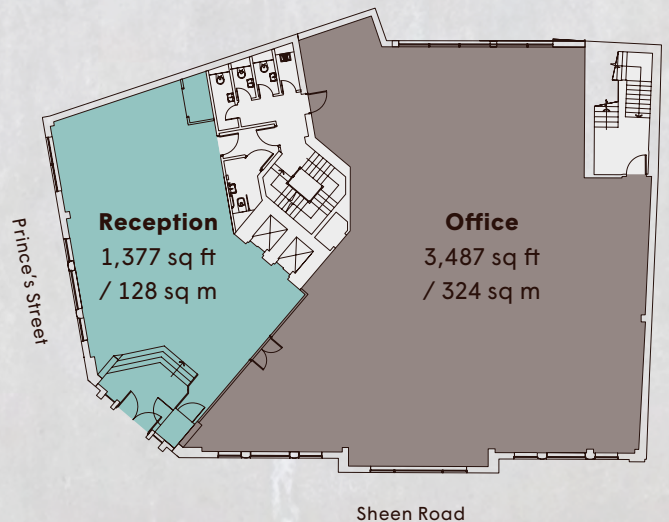 Reception
1,377 sq ft
/ 128 sq m
Office
3,487 sq ft
/ 324 sq m
Prince's Street
Sheen Road